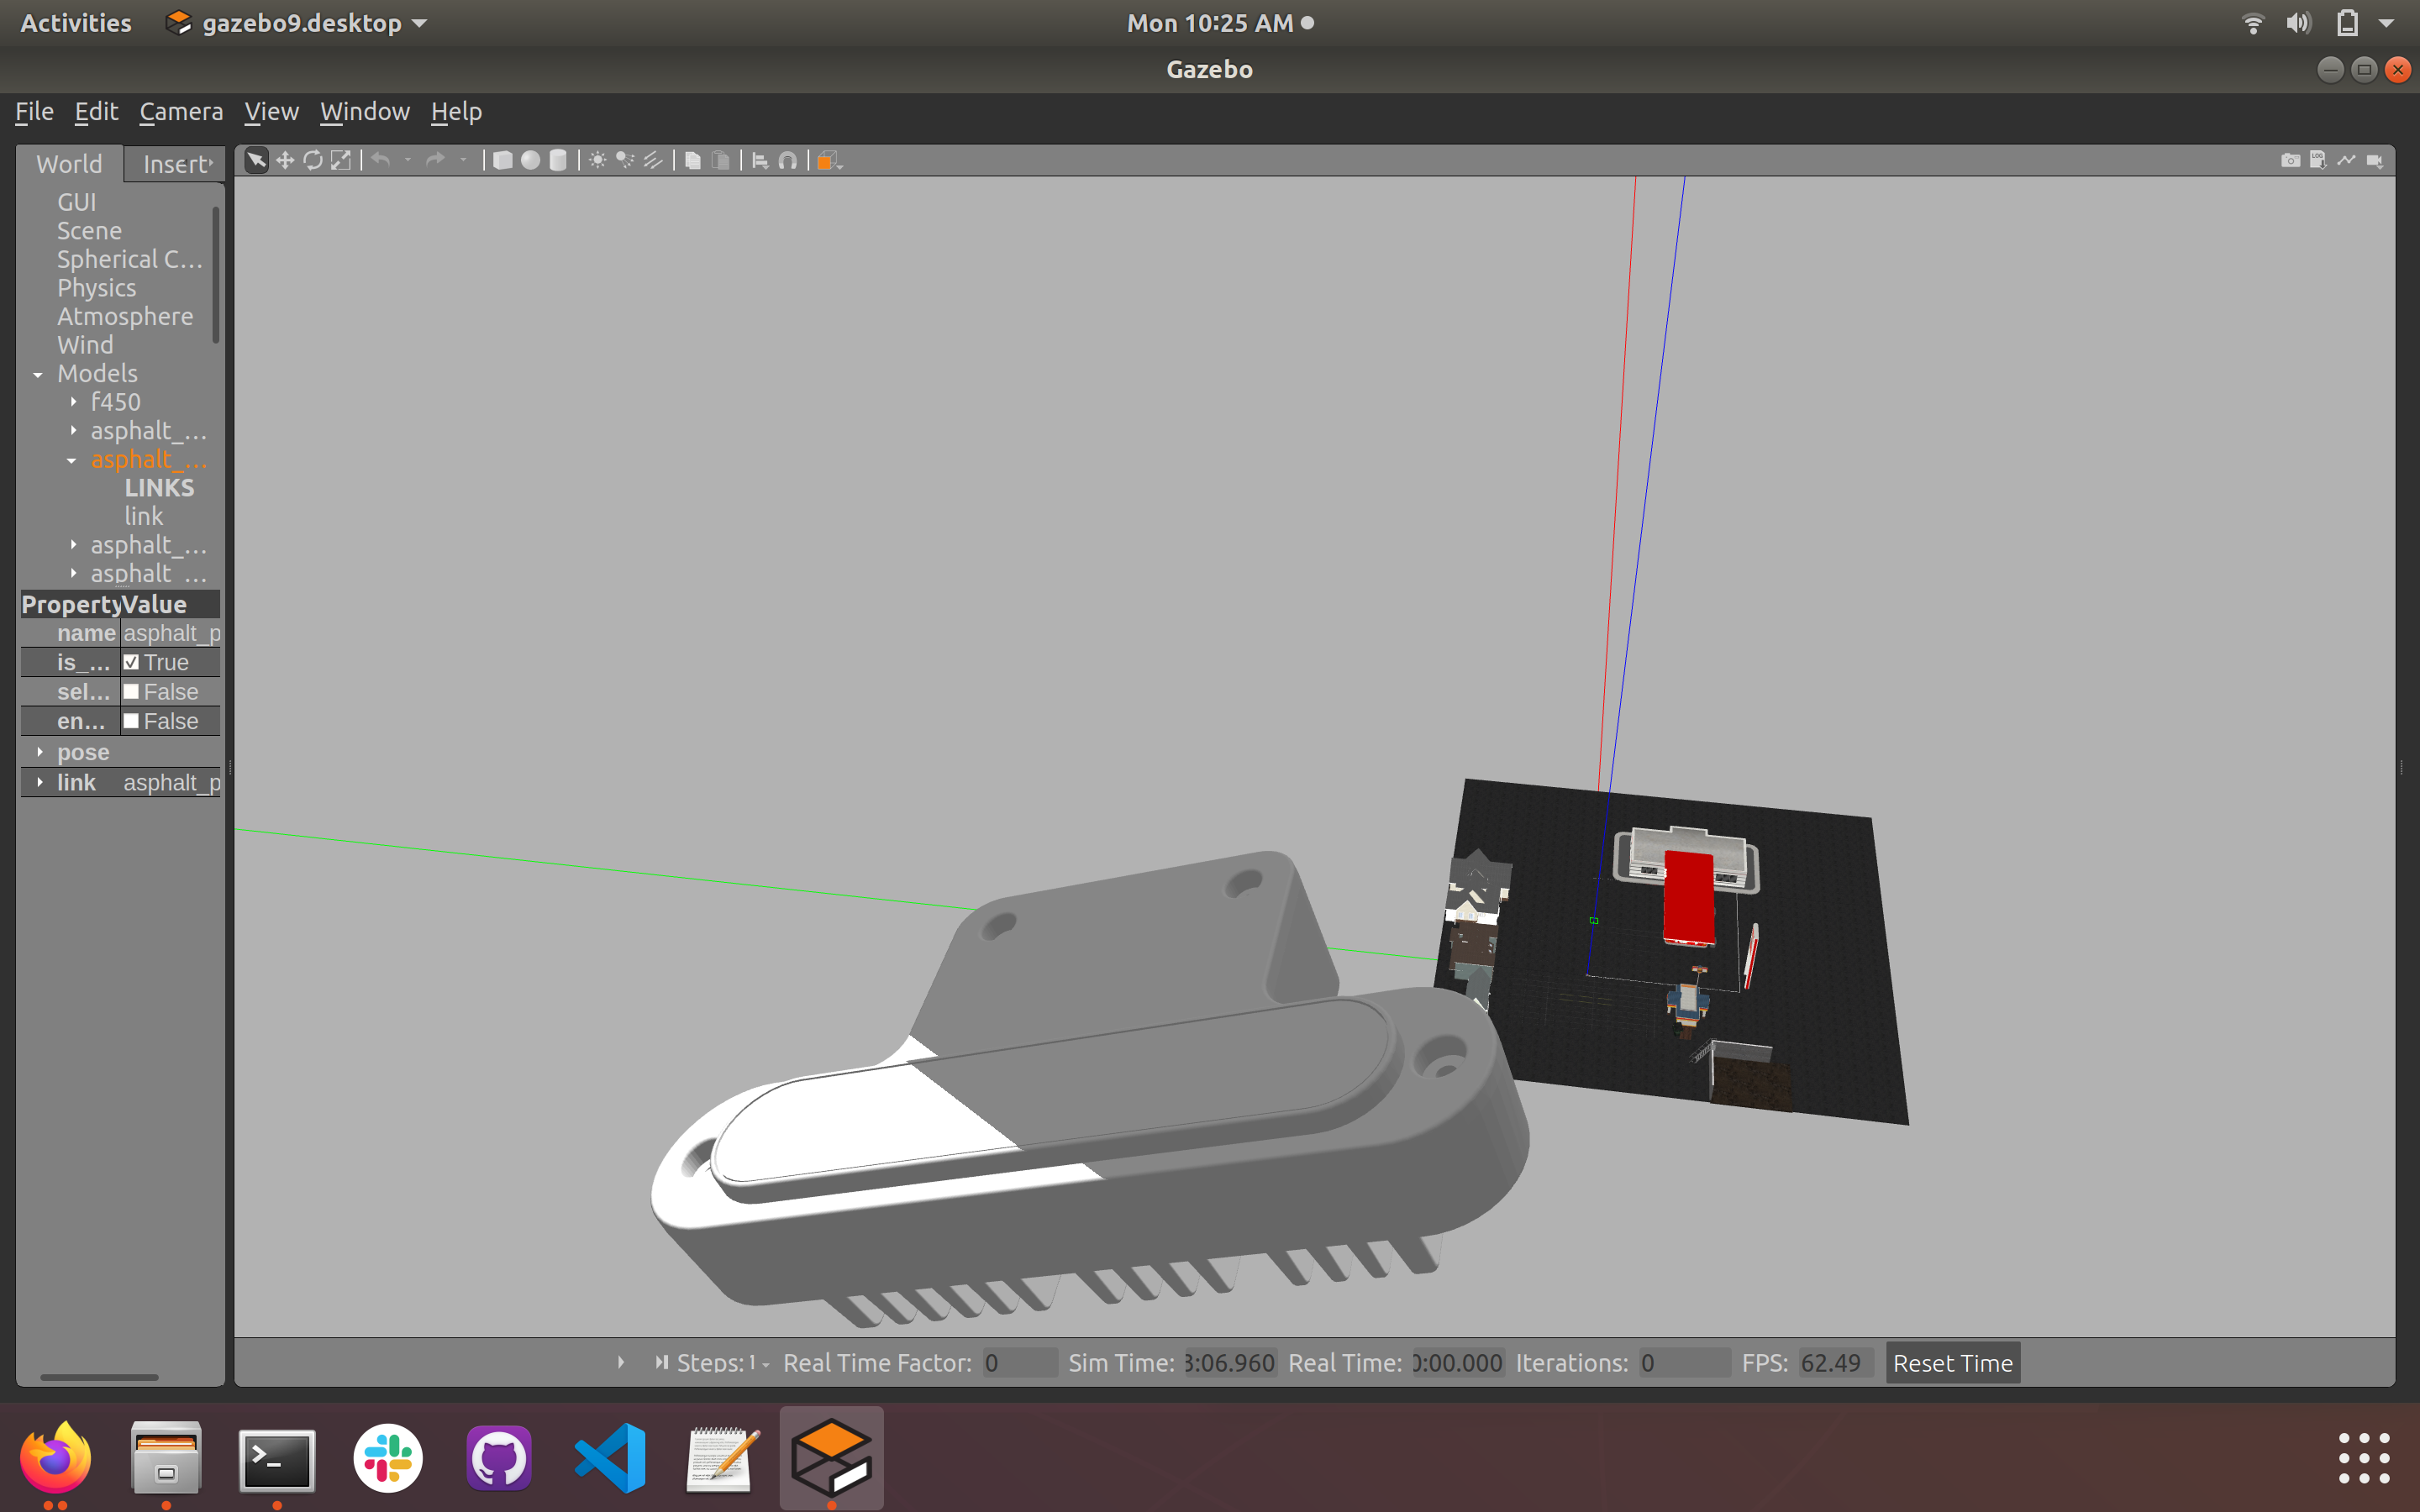 Activities gazebo9.desktop Mon 10:25 AM
Gazebo
File Edit Camera View Window Help
World Insert
GUI
Scene
Spherical C...
Physics
Atmosphere
Wind
Models
f450
asphalt_...
asphalt_...
LINKS
link
asphalt_...
asphalt_...
Property Value
name asphalt_p
is_... True
sel... False
en... False
pose
link asphalt_p
Steps: 1 Real Time Factor: 0 Sim Time: 3:06.960 Real Time: 0:00.000 Iterations: 0 FPS: 62.49 Reset Time